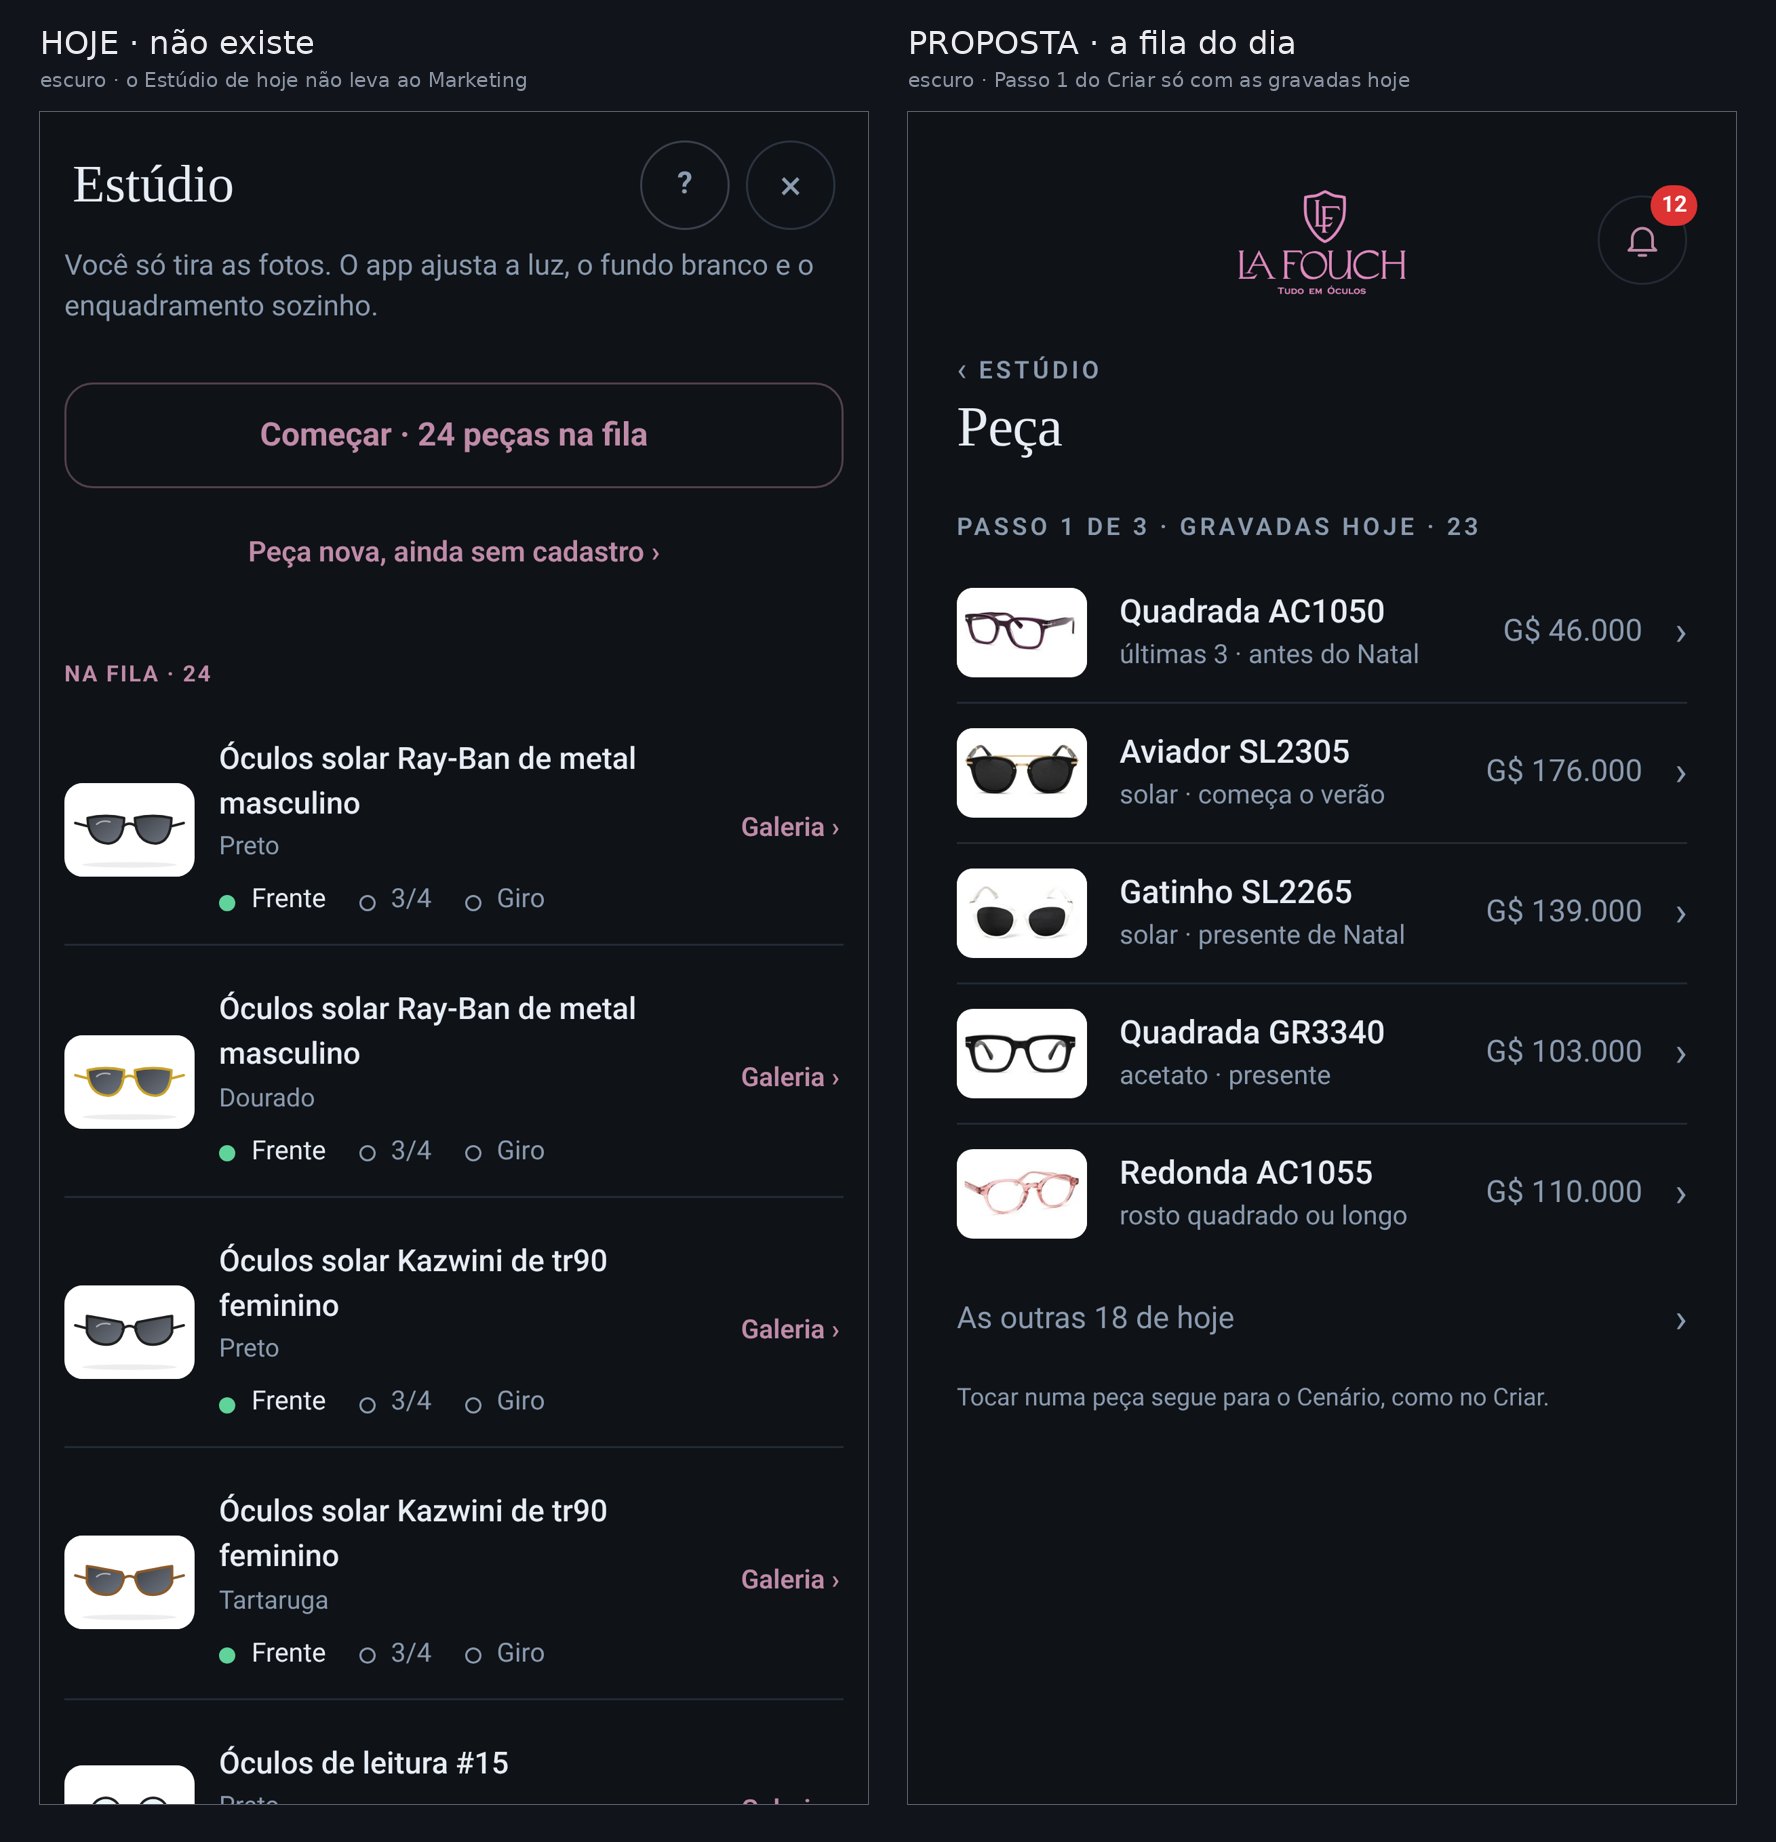 HOJE · não existe
escuro · o Estúdio de hoje não leva ao Marketing
Estúdio
?
×
Você só tira as fotos. O app ajusta a luz, o fundo branco e o
enquadramento sozinho.
Começar · 24 peças na fila
Peça nova, ainda sem cadastro ›
NA FILA · 24
Óculos solar Ray-Ban de metal
masculino
Preto
Galeria ›
Frente
3/4
Giro
Óculos solar Ray-Ban de metal
masculino
Dourado
Galeria ›
Frente
3/4
Giro
Óculos solar Kazwini de tr90
feminino
Preto
Galeria ›
Frente
3/4
Giro
Óculos solar Kazwini de tr90
feminino
Tartaruga
Galeria ›
Frente
3/4
Giro
Óculos de leitura #15
PROPOSTA · a fila do dia
escuro · Passo 1 do Criar só com as gravadas hoje
LF
LA FOUCH
TUDO EM ÓCULOS
12
‹ ESTÚDIO
Peça
PASSO 1 DE 3 · GRAVADAS HOJE · 23
Quadrada AC1050
últimas 3 · antes do Natal
G$ 46.000 ›
Aviador SL2305
solar · começa o verão
G$ 176.000 ›
Gatinho SL2265
solar · presente de Natal
G$ 139.000 ›
Quadrada GR3340
acetato · presente
G$ 103.000 ›
Redonda AC1055
rosto quadrado ou longo
G$ 110.000 ›
As outras 18 de hoje ›
Tocar numa peça segue para o Cenário, como no Criar.